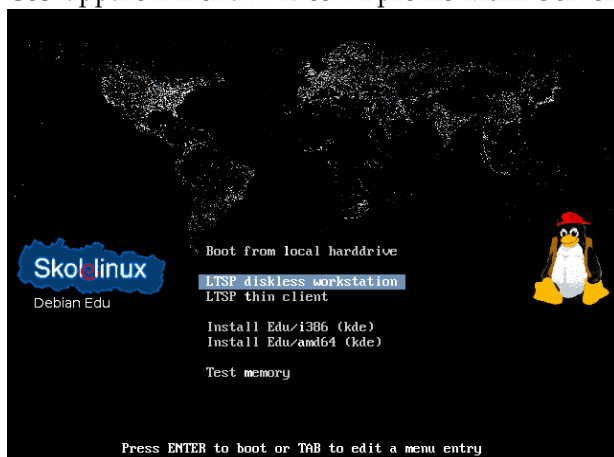 Boot from local harddrive
Skolelinux
LTSP diskless workstation
Debian Edu
LTSP thin client
Install Edu/i386 (kde)
Install Edu/amd64 (kde)
Test memory
Press ENTER to boot or TAB to edit a menu entry